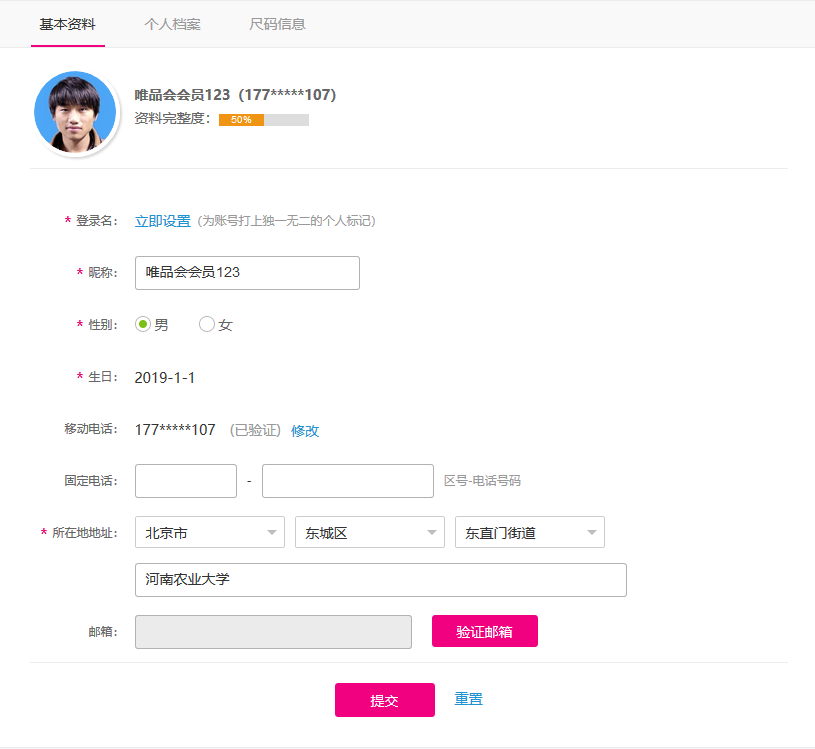 基本资料 个人档案 尺码信息
唯品会会员123（177*****107）
资料完整度： 50%
* 登录名： 立即设置 (为账号打上独一无二的个人标记)
* 昵称： 唯品会会员123
* 性别： 男 女
* 生日： 2019-1-1
移动电话： 177*****107 (已验证) 修改
固定电话： - 区号-电话号码
* 所在地地址： 北京市 东城区 东直门街道
河南农业大学
邮箱： 验证邮箱
提交 重置